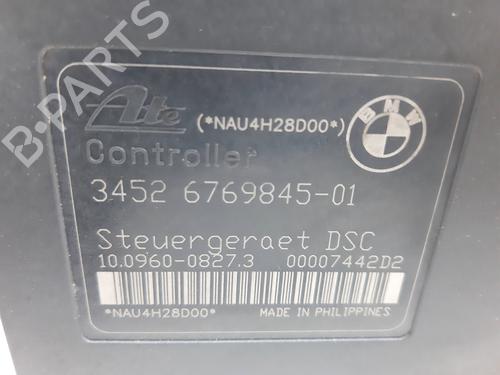 B-PARTS
Ate
(*NAU4H28D00*)
BMW
Controller
3452 6769845-01
Steuergeraet DSC
10.0960-0827.3 00007442D2
*NAU4H28D00* MADE IN PHILIPPINES